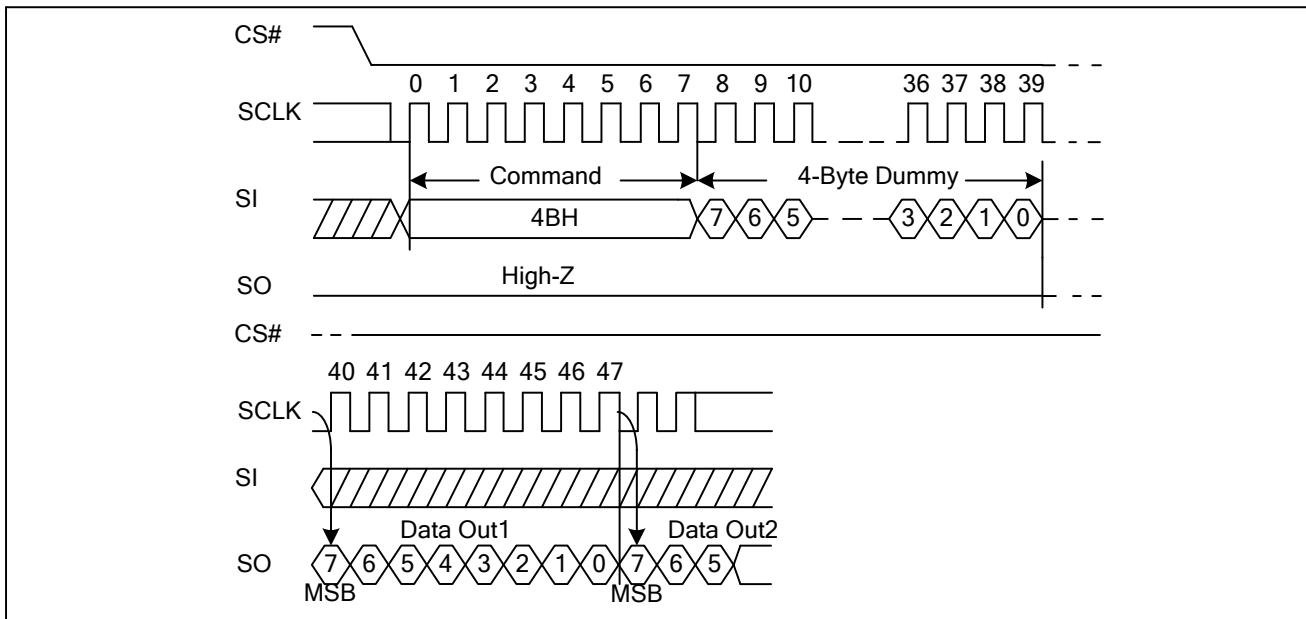 CS#
0 1 2 3 4 5 6 7 8 9 10 36 37 38 39
SCLK
Command 4-Byte Dummy
SI
4BH 7 6 5 3 2 1 0
High-Z
SO
CS#
40 41 42 43 44 45 46 47
SCLK
SI
Data Out1 Data Out2
SO 7 6 5 4 3 2 1 0 7 6 5
MSB MSB